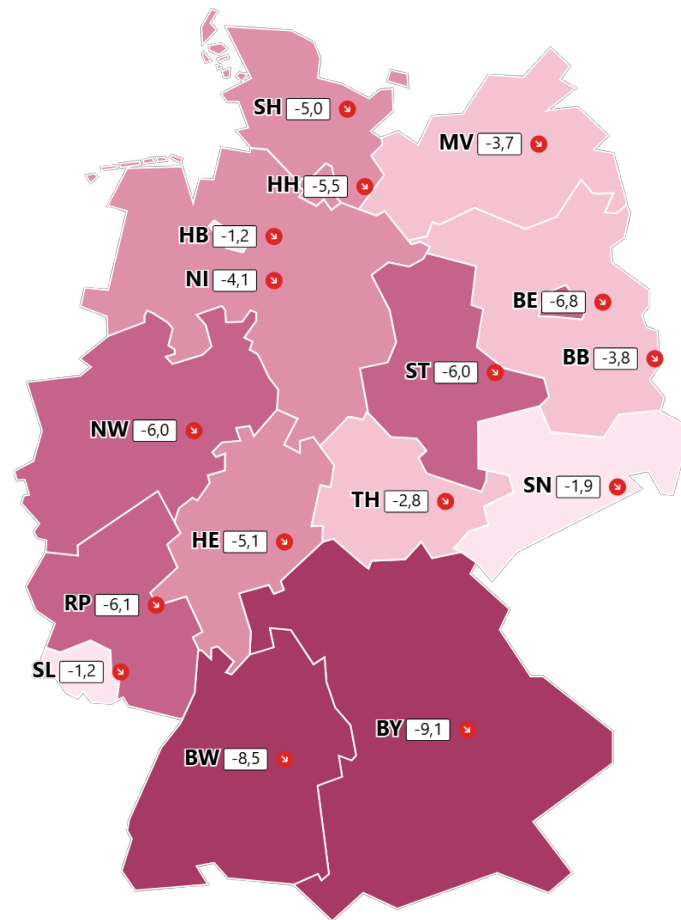 SH -5,0
MV -3,7
HH -5,5
HB -1,2
NI -4,1
BE -6,8
BB -3,8
ST -6,0
NW -6,0
SN -1,9
TH -2,8
HE -5,1
RP -6,1
SL -1,2
BY -9,1
BW -8,5